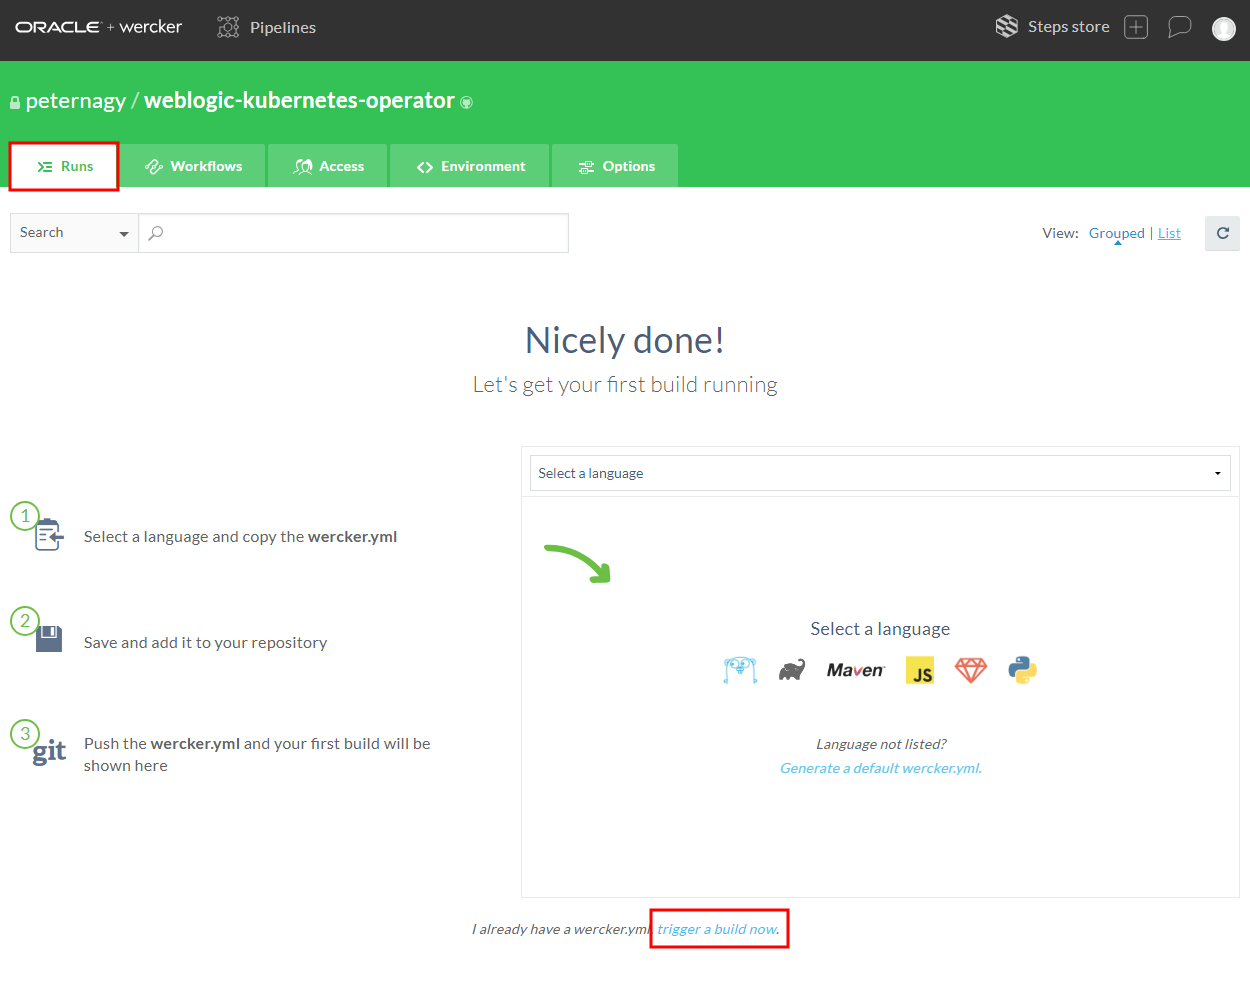 ORACLE + wercker
Pipelines
Steps store
peternagy / weblogic-kubernetes-operator
Runs
Workflows
Access
Environment
Options
Search
View: Grouped | List
Nicely done!
Let's get your first build running
Select a language
1
Select a language and copy the wercker.yml
2
Save and add it to your repository
3
git
Push the wercker.yml and your first build will be
shown here
Select a language
Maven
JS
Language not listed?
Generate a default wercker.yml.
I already have a wercker.yml, trigger a build now.